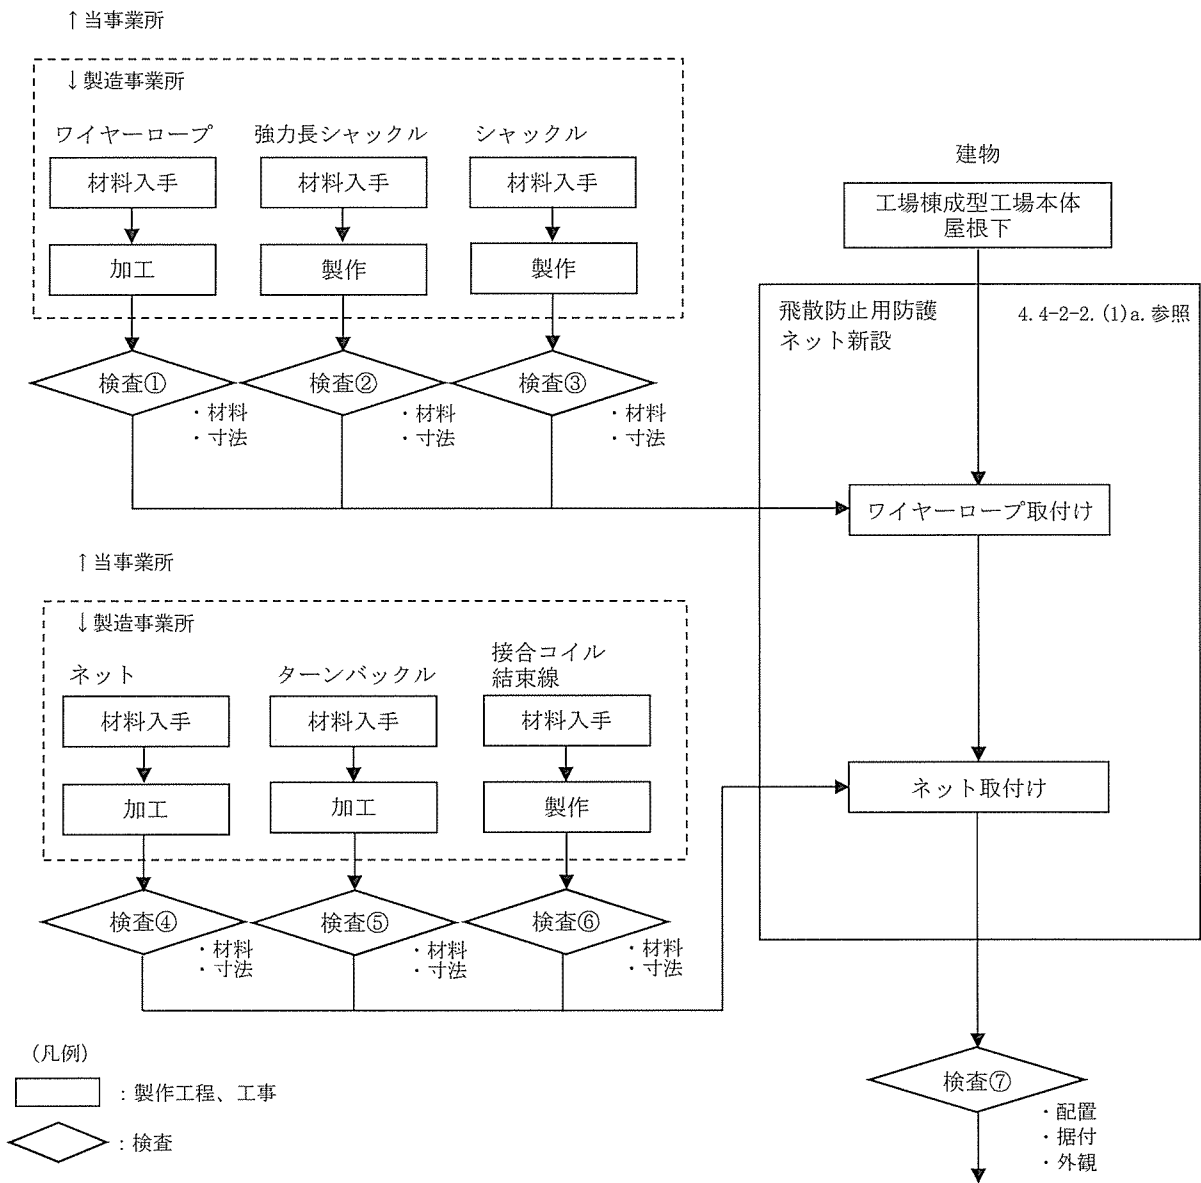 ↑当事業所
↓製造事業所
ワイヤーロープ
強力長シャックル
シャックル
材料入手
材料入手
材料入手
加工
製作
製作
検査①
検査②
検査③
・材料
・寸法
・材料
・寸法
・材料
・寸法
建物
工場棟成型工場本体
屋根下
飛散防止用防護
ネット新設
4.4-2-2.(1)a.参照
ワイヤーロープ取付け
↑当事業所
↓製造事業所
ネット
ターンバックル
接合コイル
結束線
材料入手
材料入手
材料入手
加工
加工
製作
ネット取付け
検査④
検査⑤
検査⑥
・材料
・寸法
・材料
・寸法
・材料
・寸法
検査⑦
・配置
・据付
・外観
(凡例)
：製作工程、工事
：検査